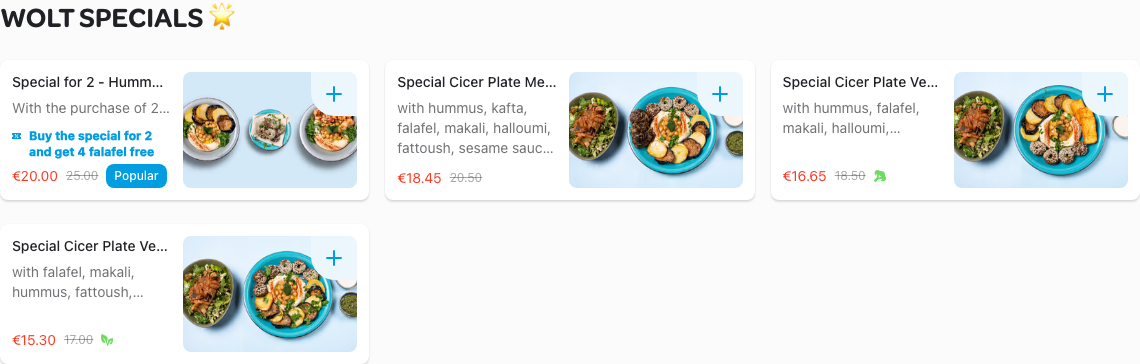 WOLT SPECIALS 🌟
Special for 2 - Humm...
With the purchase of 2...
Buy the special for 2
and get 4 falafel free
€20.00 25.00 Popular
Special Cicer Plate Me...
with hummus, kafta,
falafel, makali, halloumi,
fattoush, sesame sauc...
€18.45 20.50
Special Cicer Plate Ve...
with hummus, falafel,
makali, halloumi,...
€16.65 18.50
Special Cicer Plate Ve...
with falafel, makali,
hummus, fattoush,...
€15.30 17.00